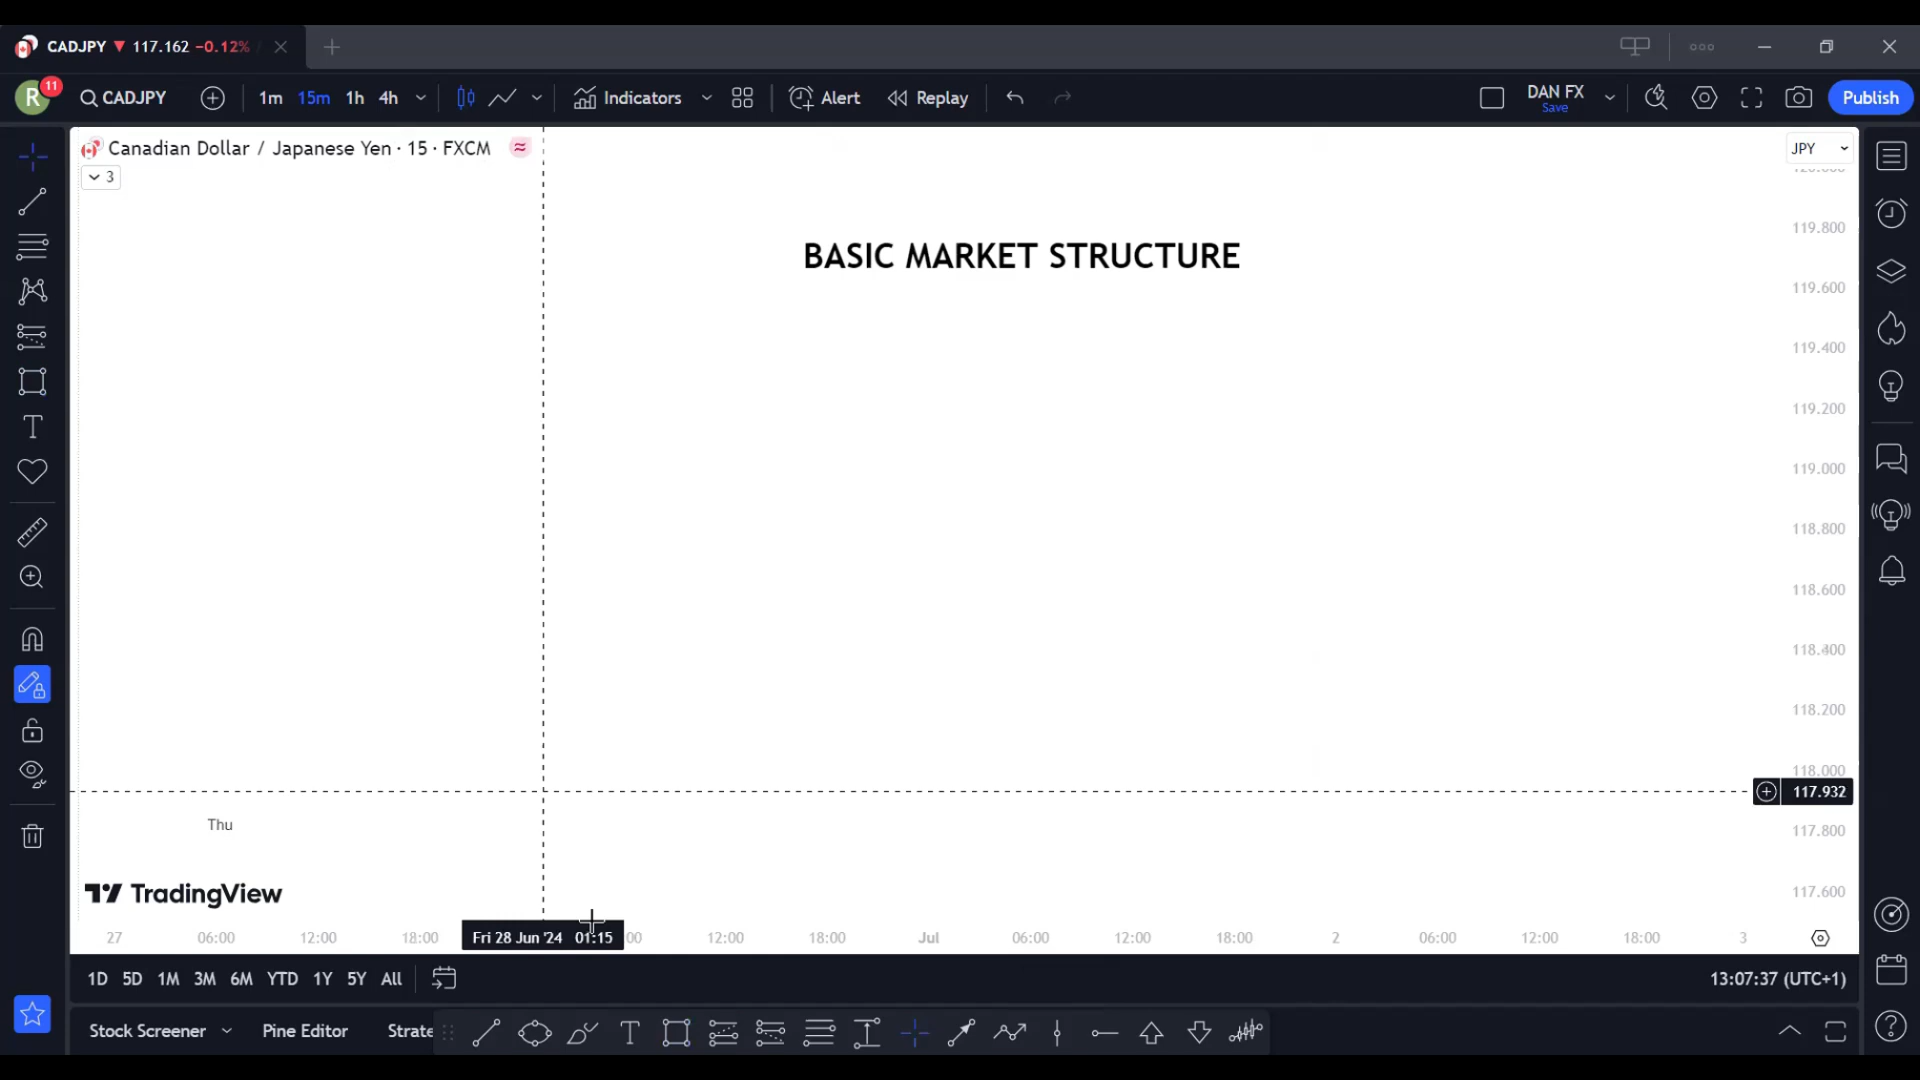 CADJPY ▼ 117.162 −0.12% /
R 11 CADJPY 1m 15m 1h 4h Indicators Alert Replay DAN FX Save Publish
Canadian Dollar / Japanese Yen · 15 · FXCM
JPY
3
119.800
BASIC MARKET STRUCTURE
119.600
119.400
119.200
119.000
118.800
118.600
118.400
118.200
118.000
117.932
Thu
117.800
TradingView
117.600
27 06:00 12:00 18:00 Fri 28 Jun '24 01:15 :00 12:00 18:00 Jul 06:00 12:00 18:00 2 06:00 12:00 18:00 3
1D 5D 1M 3M 6M YTD 1Y 5Y All 13:07:37 (UTC+1)
Stock Screener Pine Editor Strate